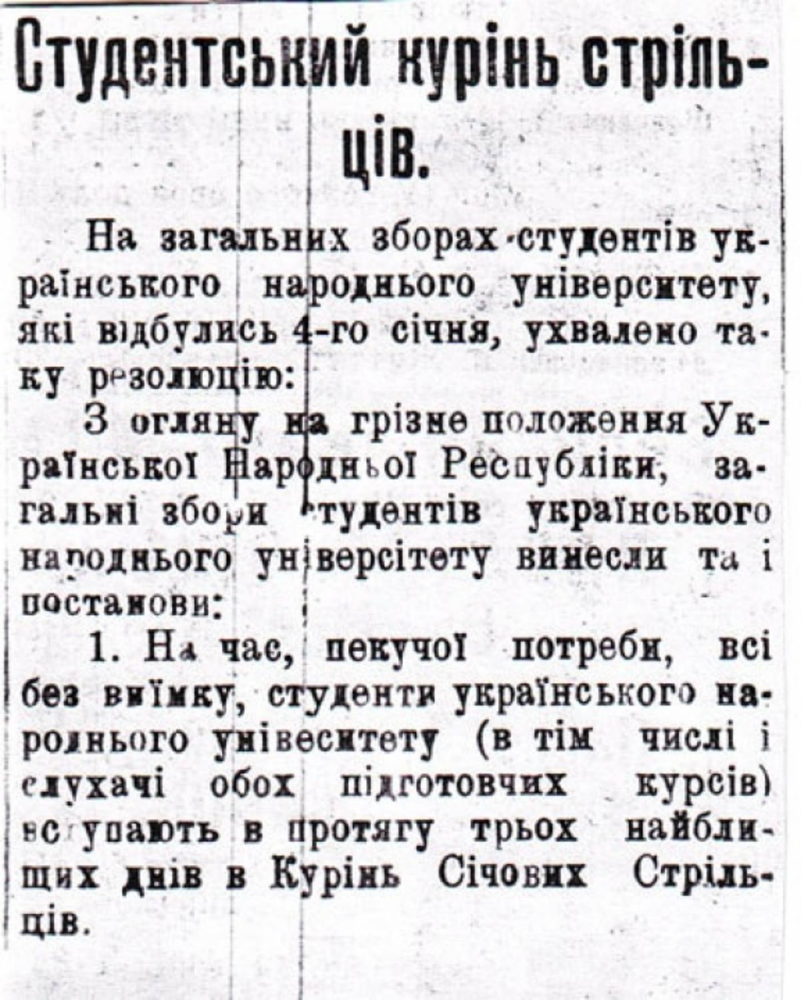 Студентський курінь стріль-
ців.
На загальних зборах студентів ук-
раїнського народнього університету,
які відбулись 4-го січня, ухвалено та-
ку резолюцію:
З огляну на грізне положення Ук-
раїнської Народньої Республіки, за-
гальні збори студентів українського
народнього універсітету винесли та і
постанови:
1. На час, пекучої потреби, всі
без виїмку, студенти українського на-
роднього унівеситету (в тім числі і
слухачі обох підготовчих курсів)
вступають в протягу трьох найбли-
щих днів в Курінь Січових Стріль-
ців.